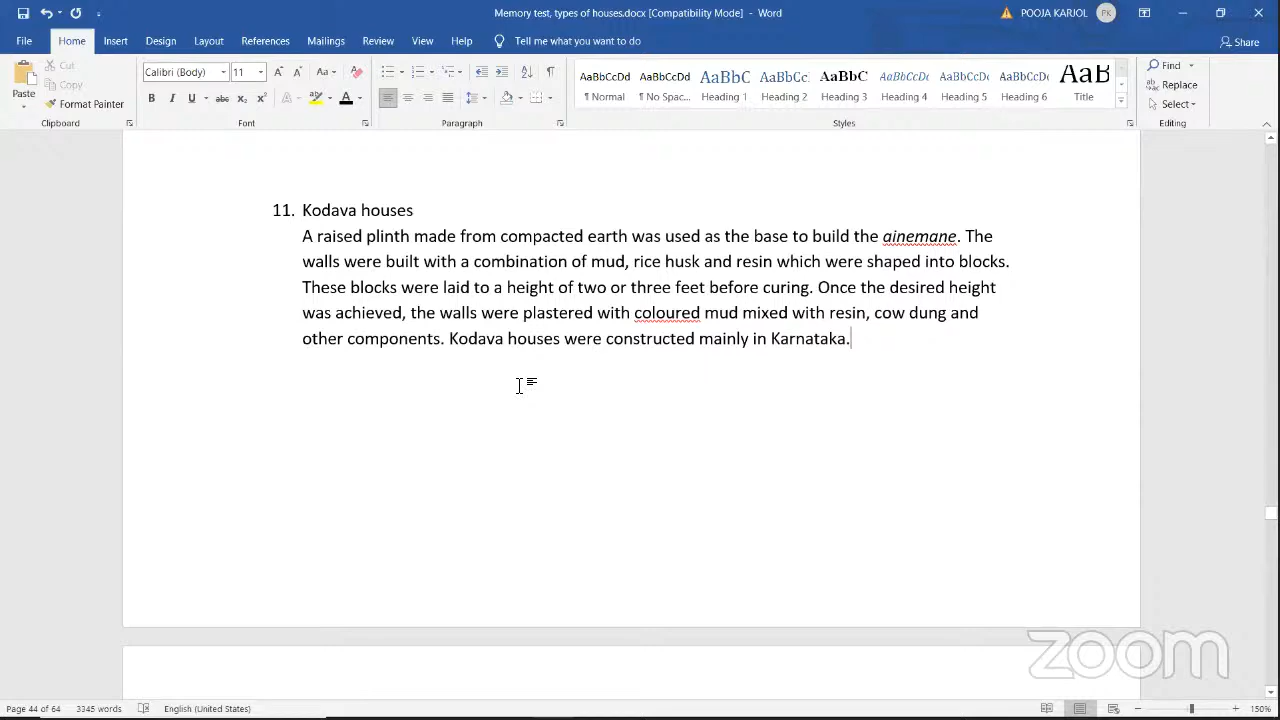 Memory test, types of houses.docx [Compatibility Mode] - Word
POOJA KARJOL PK
File Home Insert Design Layout References Mailings Review View Help Tell me what you want to do Share
Paste Cut Copy Format Painter
Calibri (Body) 11
AaBbCcDd AaBbCcDd AaBbC AaBbCc AaBbC AaBbCcDc AaBbCcDc AaBbCcDc AaB
¶ Normal ¶ No Spac... Heading 1 Heading 2 Heading 3 Heading 4 Heading 5 Heading 6 Title
Find
Replace
Select
Clipboard Font Paragraph Styles Editing
11. Kodava houses
A raised plinth made from compacted earth was used as the base to build the ainemane. The
walls were built with a combination of mud, rice husk and resin which were shaped into blocks.
These blocks were laid to a height of two or three feet before curing. Once the desired height
was achieved, the walls were plastered with coloured mud mixed with resin, cow dung and
other components. Kodava houses were constructed mainly in Karnataka.
zoom
Page 44 of 64 3345 words English (United States) 150%